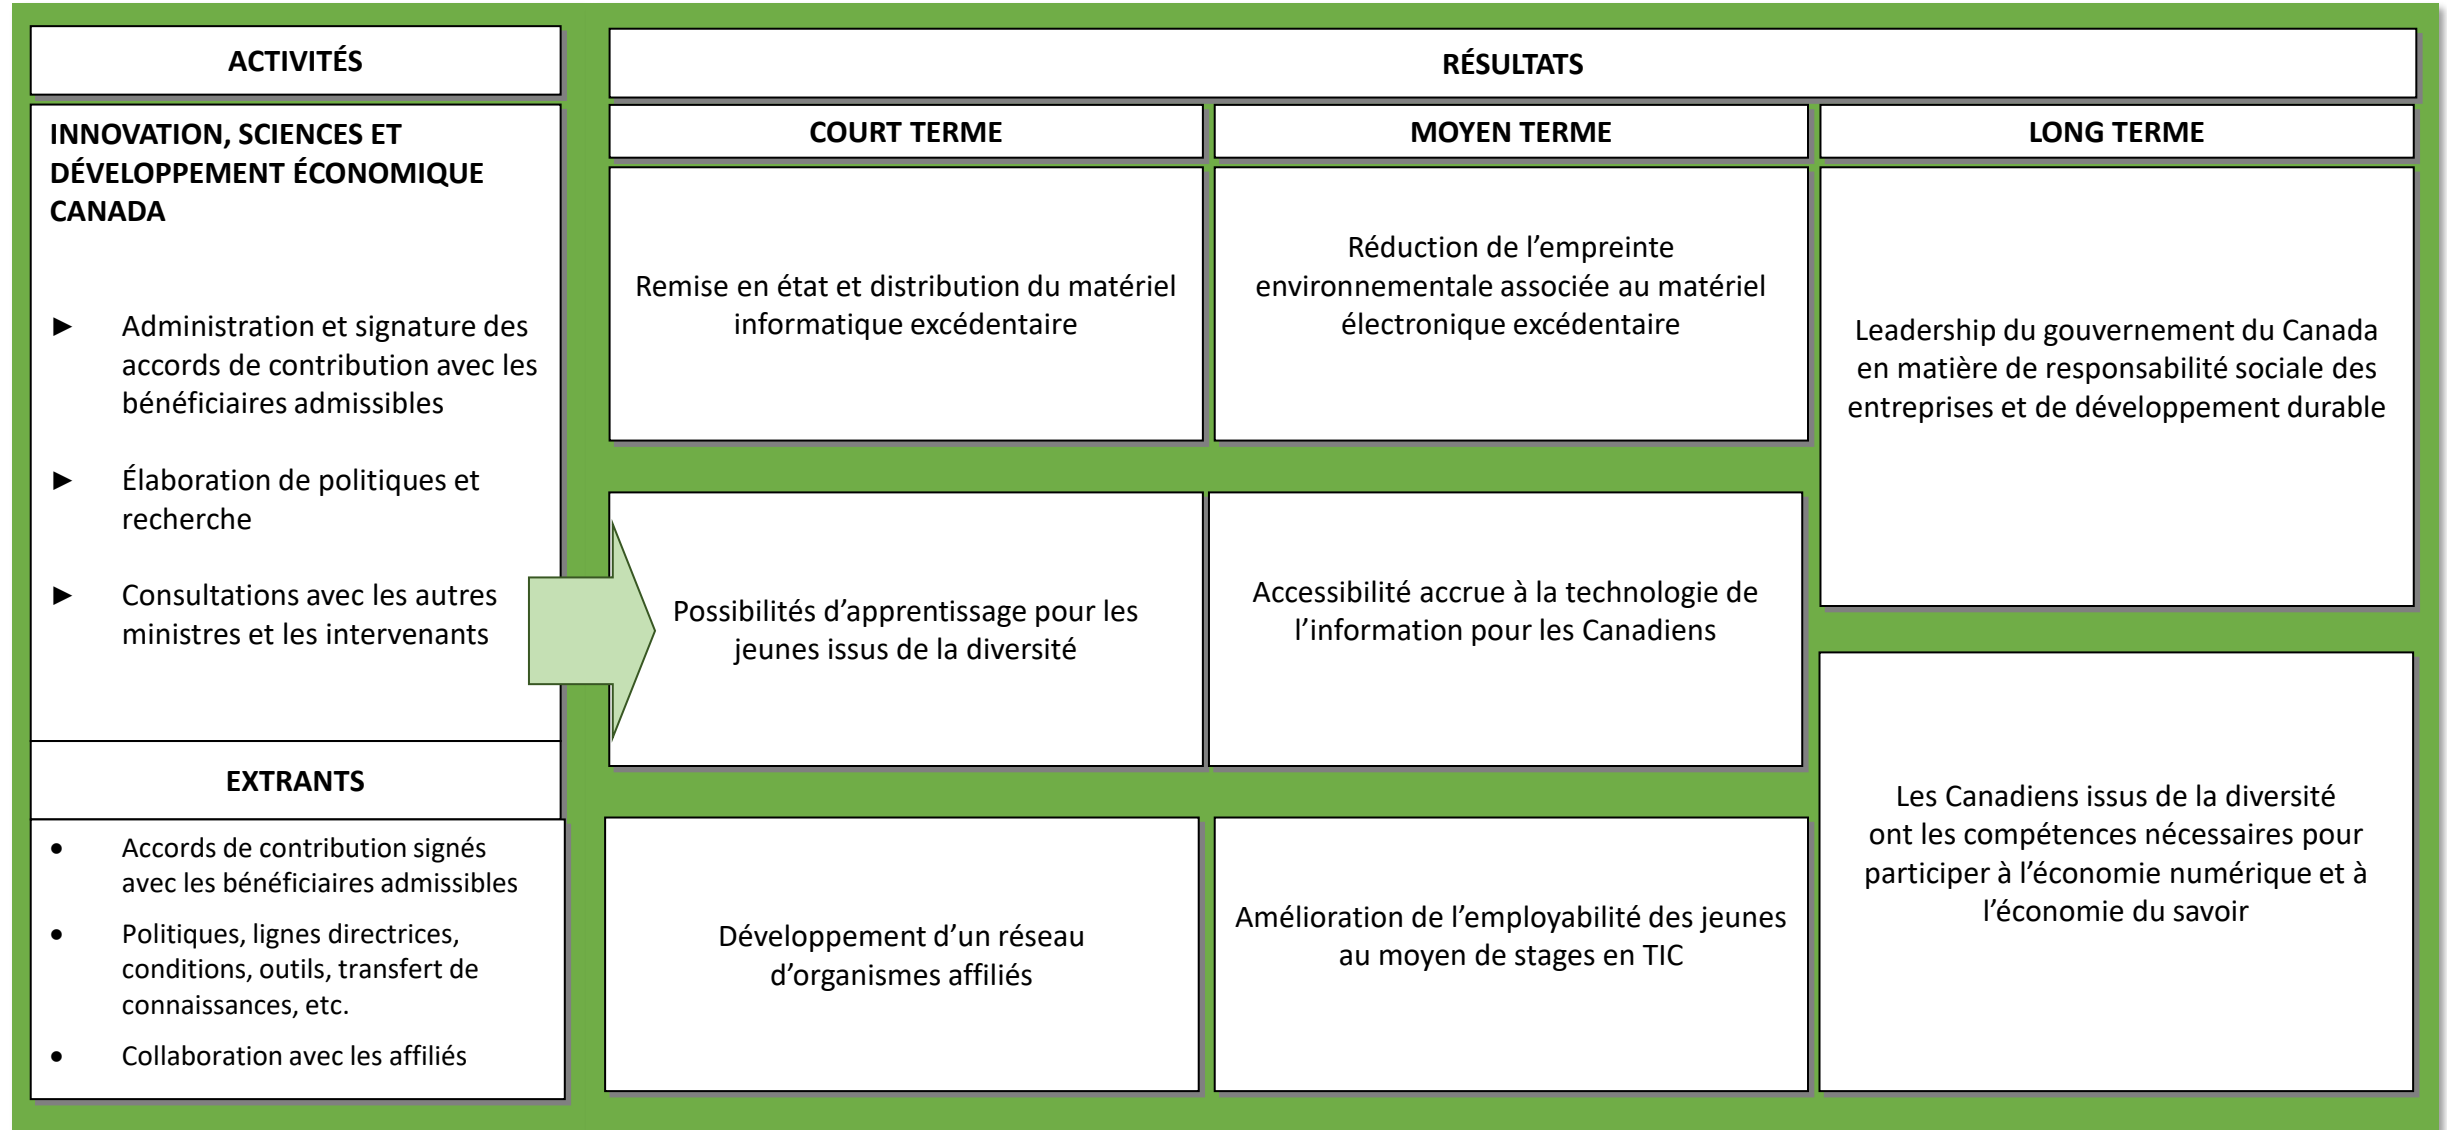 ACTIVITÉS
INNOVATION, SCIENCES ET
DÉVELOPPEMENT ÉCONOMIQUE
CANADA
► Administration et signature des
accords de contribution avec les
bénéficiaires admissibles
► Élaboration de politiques et
recherche
► Consultations avec les autres
ministres et les intervenants
EXTRANTS
• Accords de contribution signés
avec les bénéficiaires admissibles
• Politiques, lignes directrices,
conditions, outils, transfert de
connaissances, etc.
• Collaboration avec les affiliés
RÉSULTATS
COURT TERME
Remise en état et distribution du matériel
informatique excédentaire
Possibilités d’apprentissage pour les
jeunes issus de la diversité
Développement d’un réseau
d’organismes affiliés
MOYEN TERME
Réduction de l’empreinte
environnementale associée au matériel
électronique excédentaire
Accessibilité accrue à la technologie de
l’information pour les Canadiens
Amélioration de l’employabilité des jeunes
au moyen de stages en TIC
LONG TERME
Leadership du gouvernement du Canada
en matière de responsabilité sociale des
entreprises et de développement durable
Les Canadiens issus de la diversité
ont les compétences nécessaires pour
participer à l’économie numérique et à
l’économie du savoir